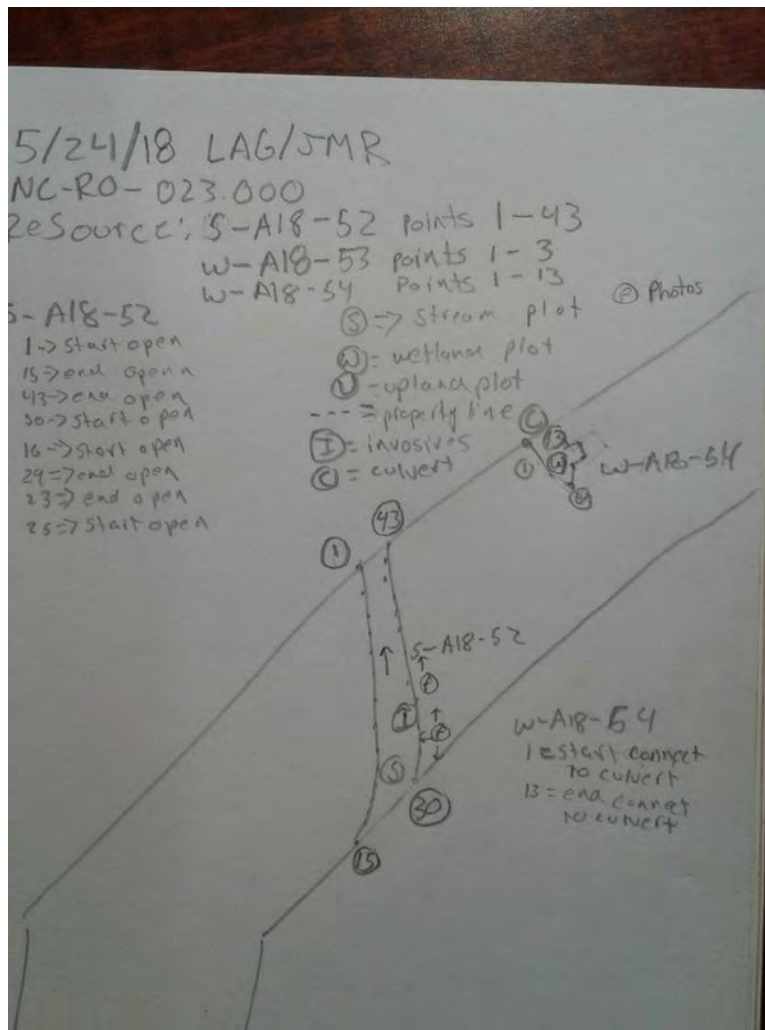 5/24/18 LAG/JMR
NC-RO-023.000
Resource: S-A18-52 points 1-43
W-A18-53 points 1-3
W-A18-54 Points 1-13
Ⓟ Photos
S-A18-52
1->start open
15->end open
43->end open
30->start open
16->start open
29=>end open
23=>end open
25=>start open
Ⓢ=> stream plot
Ⓦ= wetland plot
Ⓤ-upland plot
---=property line
Ⓘ= invosives
Ⓒ= culvert
Ⓒ
13
1
W
W-A18-54
43
1
S-A18-52
P
I
P
S
30
15
W-A18-54
1=start connect
to culvert
13=end connect
to culvert